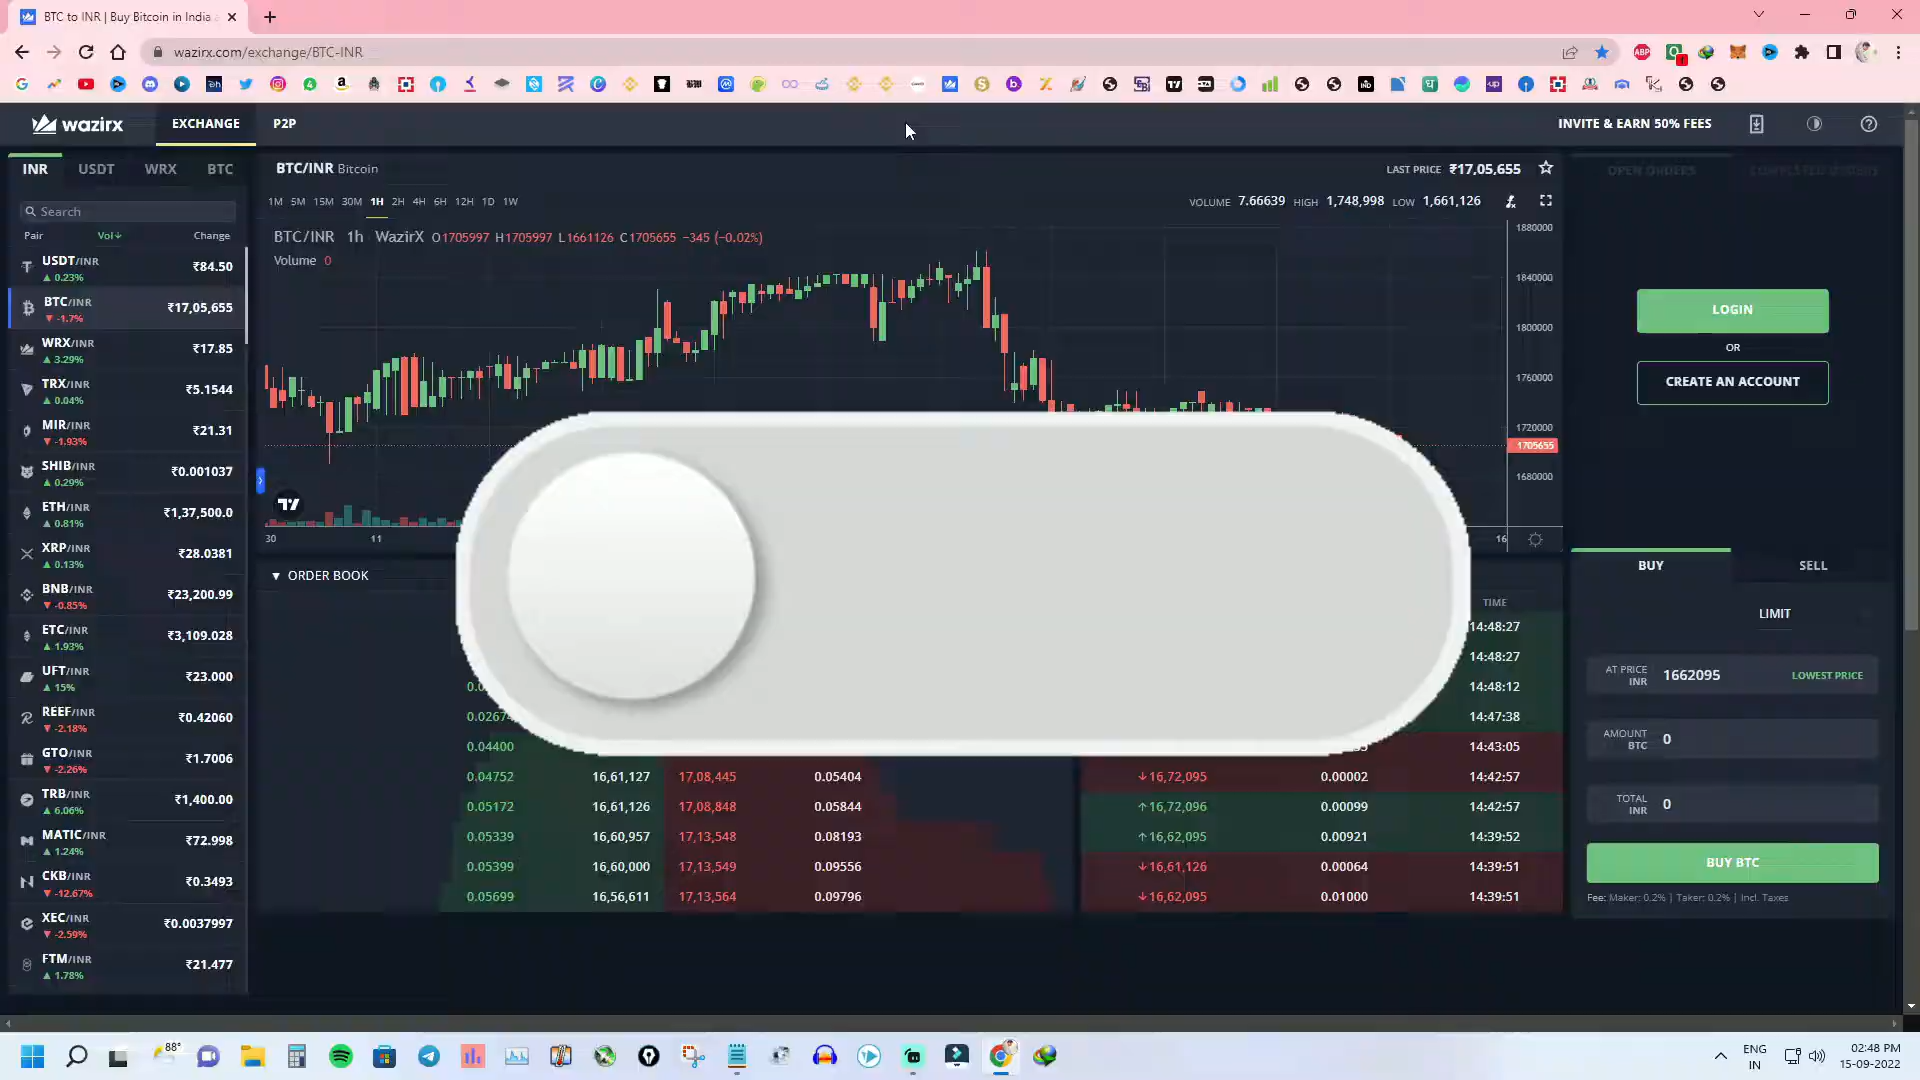 BTC to INR | Buy Bitcoin in India
wazirx.com/exchange/BTC-INR
wazirx EXCHANGE P2P INVITE & EARN 50% FEES
INR USDT WRX BTC
Search
Pair Vol↓ Change
USDT/INR ₹84.50
▲ 0.23%
BTC/INR ₹17,05,655
▼ -1.7%
WRX/INR ₹17.85
▲ 3.29%
TRX/INR ₹5.1544
▲ 0.04%
MIR/INR ₹21.31
▼ -1.93%
SHIB/INR ₹0.001037
▲ 0.29%
ETH/INR ₹1,37,500.0
▲ 0.81%
XRP/INR ₹28.0381
▲ 0.13%
BNB/INR ₹23,200.99
▼ -0.85%
ETC/INR ₹3,109.028
▲ 1.93%
UFT/INR ₹23.000
▲ 15%
REEF/INR ₹0.42060
▼ -2.18%
GTO/INR ₹1.7006
▼ -2.26%
TRB/INR ₹1,400.00
▲ 6.06%
MATIC/INR ₹72.998
▲ 1.24%
CKB/INR ₹0.3493
▼ -12.67%
XEC/INR ₹0.0037997
▼ -2.59%
FTM/INR ₹21.477
▲ 1.78%
BTC/INR Bitcoin LAST PRICE ₹17,05,655
1M 5M 15M 30M 1H 2H 4H 6H 12H 1D 1W VOLUME 7.66639 HIGH 1,748,998 LOW 1,661,126
BTC/INR 1h WazirX O1705997 H1705997 L1661126 C1705655 −345 (−0.02%)
Volume 0
1880000
1840000
1800000
1760000
1720000
1705655
1680000
30 11 16
▼ ORDER BOOK
TIME
14:48:27
14:48:27
14:48:12
14:47:38
0.04400 14:43:05
0.04752 16,61,127 17,08,445 0.05404 ↓16,72,095 0.00002 14:42:57
0.05172 16,61,126 17,08,848 0.05844 ↑16,72,096 0.00099 14:42:57
0.05339 16,60,957 17,13,548 0.08193 ↑16,62,095 0.00921 14:39:52
0.05399 16,60,000 17,13,549 0.09556 ↓16,61,126 0.00064 14:39:51
0.05699 16,56,611 17,13,564 0.09796 ↓16,62,095 0.01000 14:39:51
OPEN ORDERS COMPLETED ORDERS
LOGIN
OR
CREATE AN ACCOUNT
BUY SELL
LIMIT
AT PRICE INR 1662095 LOWEST PRICE
AMOUNT BTC 0
TOTAL INR 0
BUY BTC
Fee: Maker: 0.2% | Taker: 0.2% | Incl. Taxes
88° ENG 02:48 PM
IN 15-09-2022